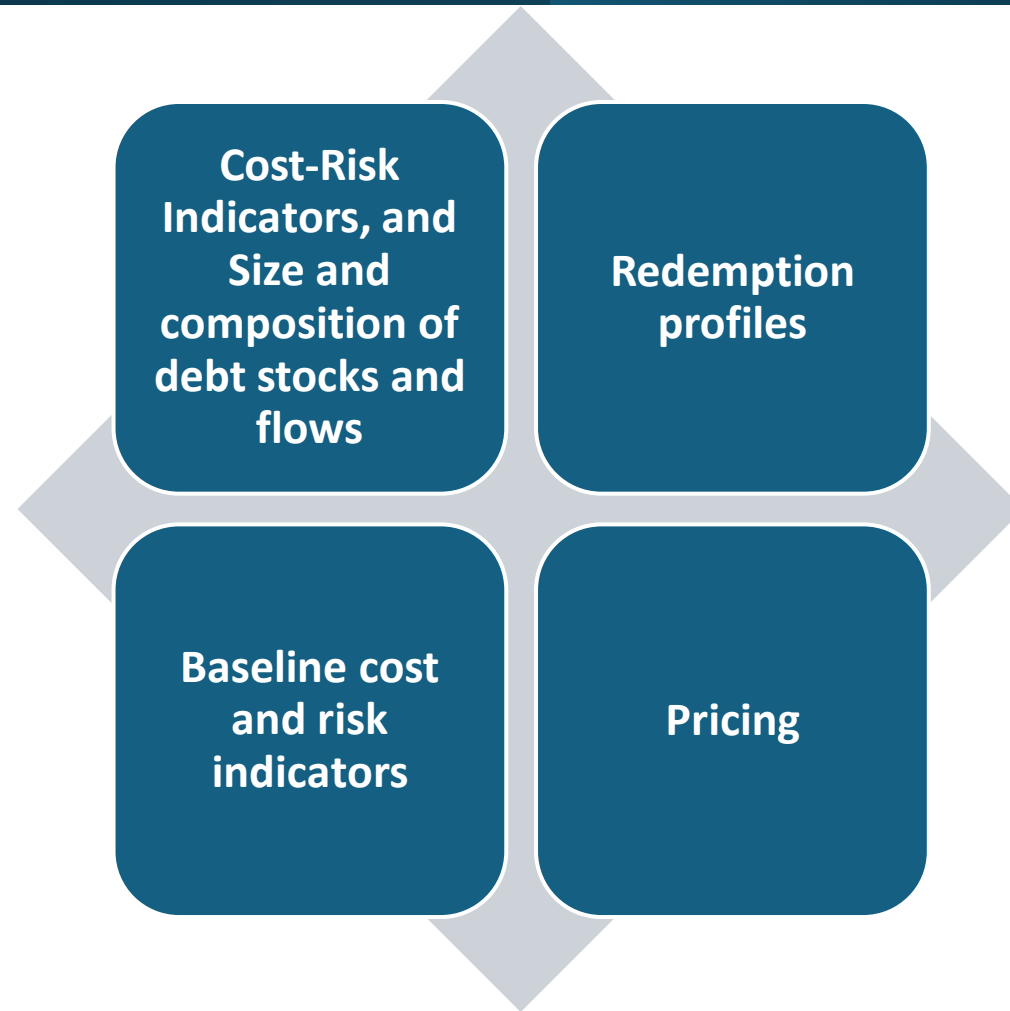 Cost-Risk
Indicators, and
Size and
composition of
debt stocks and
flows
Redemption
profiles
Baseline cost
and risk
indicators
Pricing